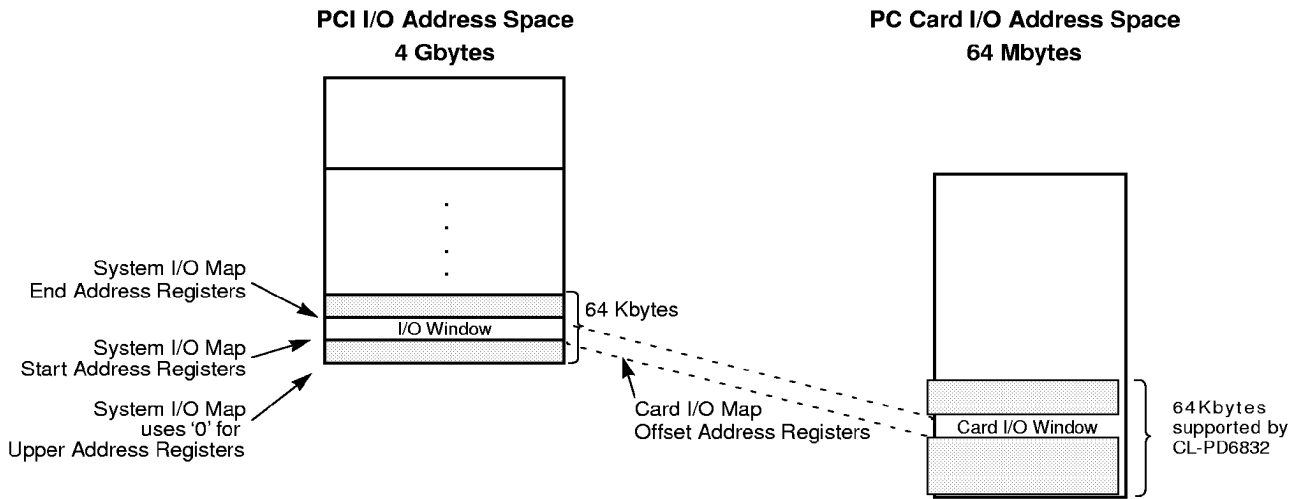 PCI I/O Address Space
4 Gbytes
PC Card I/O Address Space
64 Mbytes
System I/O Map
End Address Registers
64 Kbytes
I/O Window
System I/O Map
Start Address Registers
System I/O Map
uses ‘0’ for
Upper Address Registers
Card I/O Map
Offset Address Registers
Card I/O Window
64Kbytes
supported by
CL-PD6832